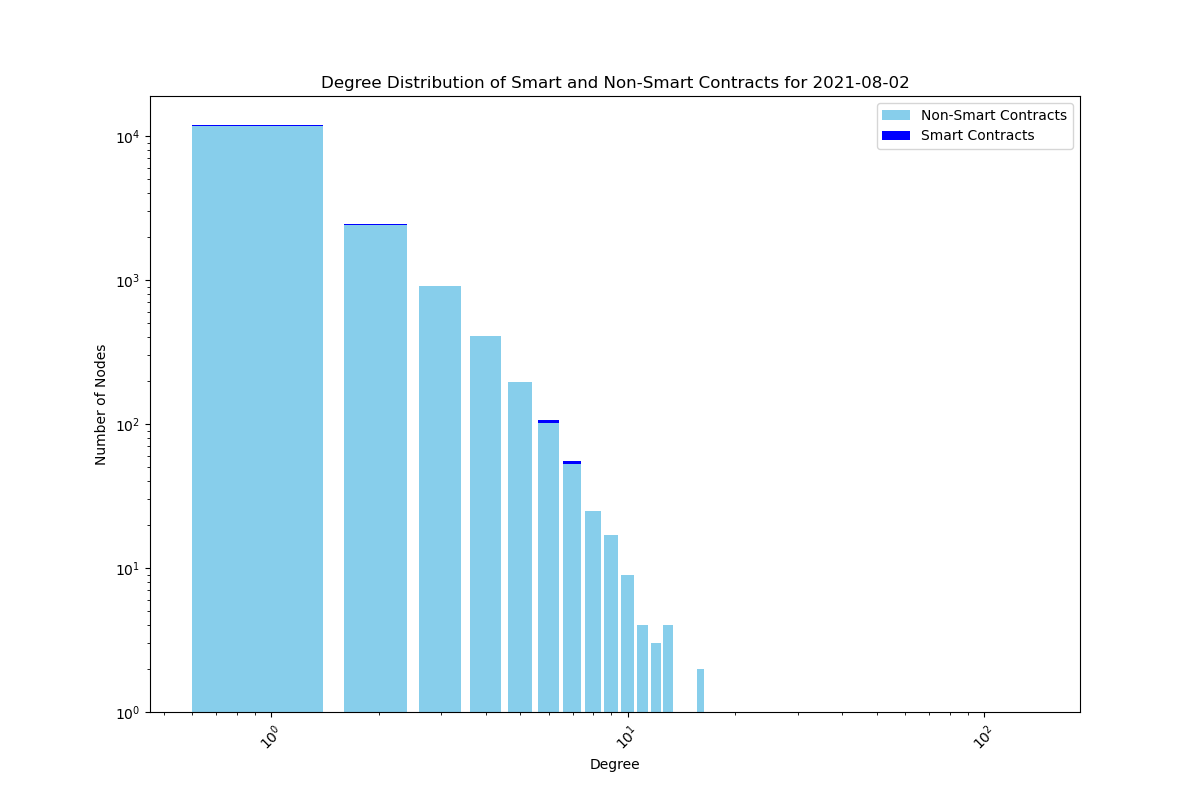 Degree Distribution of Smart and Non-Smart Contracts for 2021-08-02
Non-Smart Contracts
Smart Contracts
Number of Nodes
10⁴
10³
10²
10¹
10⁰
10⁰
10¹
10²
Degree